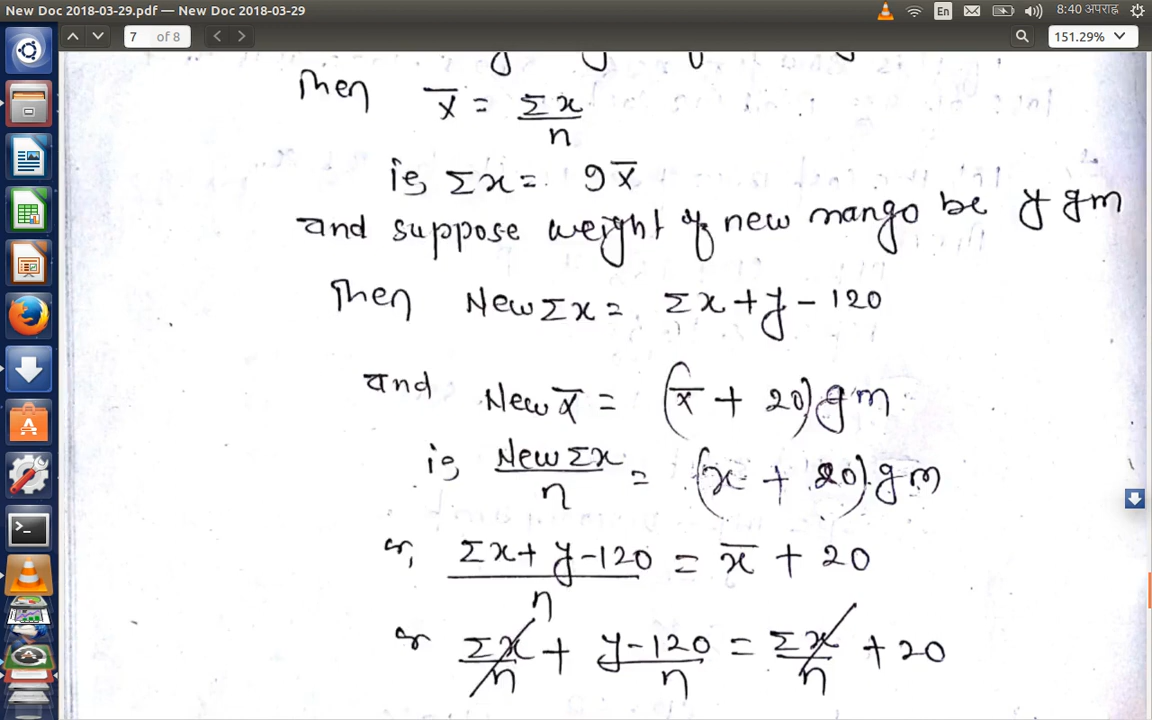 New Doc 2018-03-29.pdf — New Doc 2018-03-29
En
8:40 अपराह्न
7 of 8
151.29%
Then x̄ = Σx/n
ie, Σx = 9x̄
and suppose weight of new mango be y gm
Then New Σx = Σx + y - 120
and New x̄ = (x̄ + 20) gm
ie, New Σx/n = (x + 20) gm
or, Σx + y - 120/n = x̄ + 20
or Σx/n + y - 120/n = Σx/n + 20